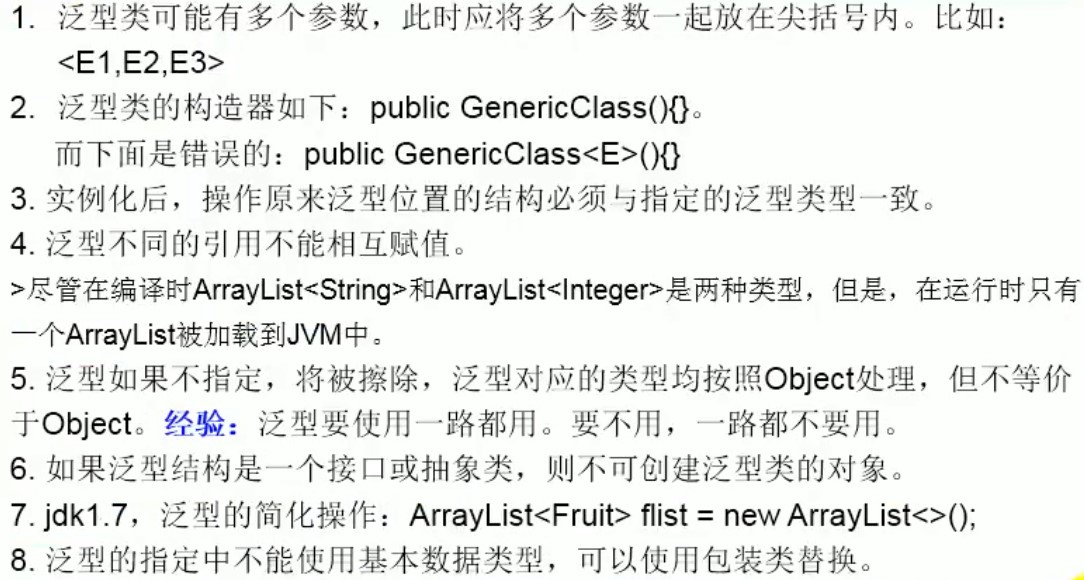 1. 泛型类可能有多个参数，此时应将多个参数一起放在尖括号内。比如：
<E1,E2,E3>
2. 泛型类的构造器如下：public GenericClass(){}。
而下面是错误的：public GenericClass<E>(){}
3. 实例化后，操作原来泛型位置的结构必须与指定的泛型类型一致。
4. 泛型不同的引用不能相互赋值。
>尽管在编译时ArrayList<String>和ArrayList<Integer>是两种类型，但是，在运行时只有
一个ArrayList被加载到JVM中。
5. 泛型如果不指定，将被擦除，泛型对应的类型均按照Object处理，但不等价
于Object。经验：泛型要使用一路都用。要不用，一路都不要用。
6. 如果泛型结构是一个接口或抽象类，则不可创建泛型类的对象。
7. jdk1.7，泛型的简化操作：ArrayList<Fruit> flist = new ArrayList<>();
8. 泛型的指定中不能使用基本数据类型，可以使用包装类替换。